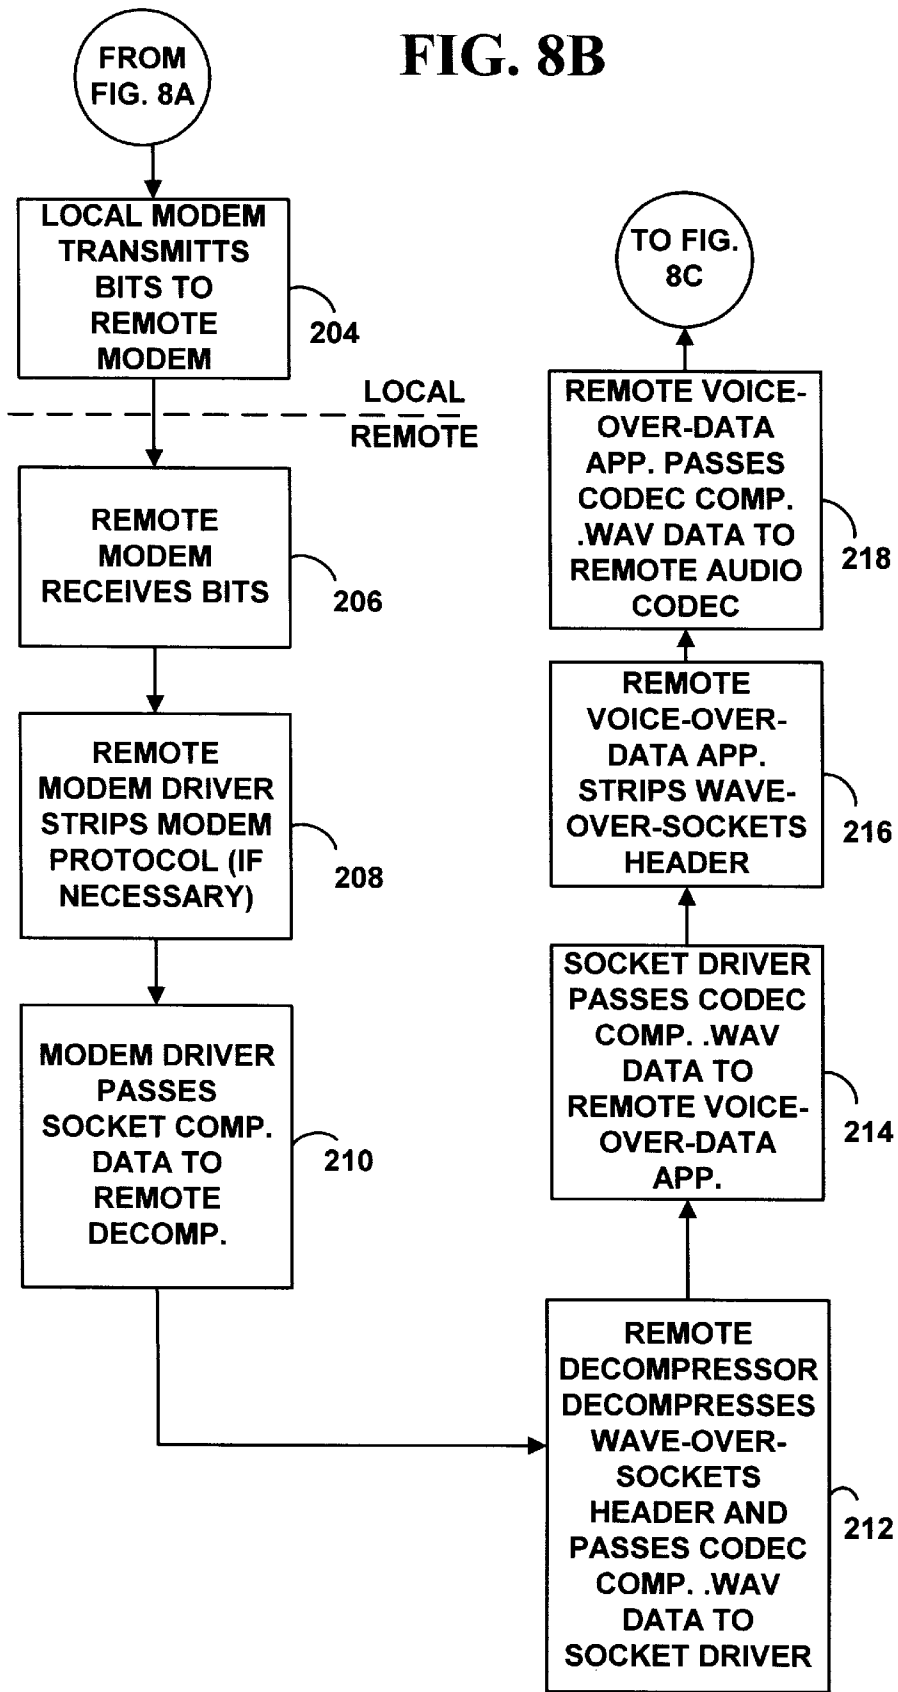 FIG. 8B
FROM
FIG. 8A
LOCAL MODEM
TRANSMITTS
BITS TO
REMOTE
MODEM
204
LOCAL
REMOTE
REMOTE
MODEM
RECEIVES BITS
206
REMOTE
MODEM DRIVER
STRIPS MODEM
PROTOCOL (IF
NECESSARY)
208
MODEM DRIVER
PASSES
SOCKET COMP.
DATA TO
REMOTE
DECOMP.
210
REMOTE
DECOMPRESSOR
DECOMPRESSES
WAVE-OVER-
SOCKETS
HEADER AND
PASSES CODEC
COMP. .WAV
DATA TO
SOCKET DRIVER
212
SOCKET DRIVER
PASSES CODEC
COMP. .WAV
DATA TO
REMOTE VOICE-
OVER-DATA
APP.
214
REMOTE
VOICE-OVER-
DATA APP.
STRIPS WAVE-
OVER-SOCKETS
HEADER
216
REMOTE VOICE-
OVER-DATA
APP. PASSES
CODEC COMP.
.WAV DATA TO
REMOTE AUDIO
CODEC
218
TO FIG.
8C